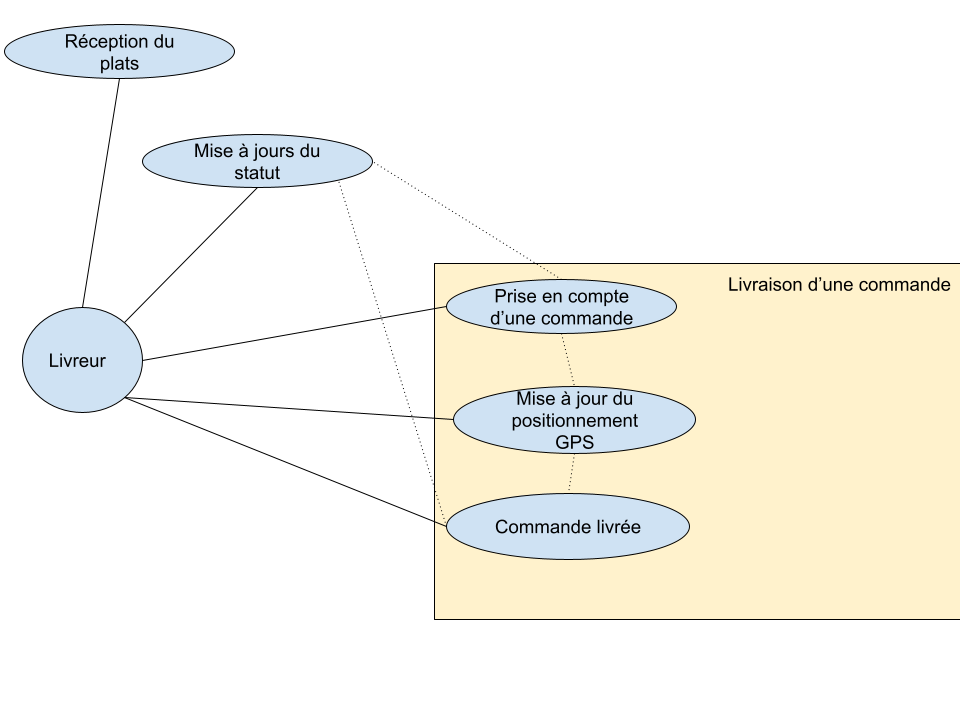 Réception du
plats
Mise à jours du
statut
Livraison d’une commande
Prise en compte
d’une commande
Livreur
Mise à jour du
positionnement
GPS
Commande livrée